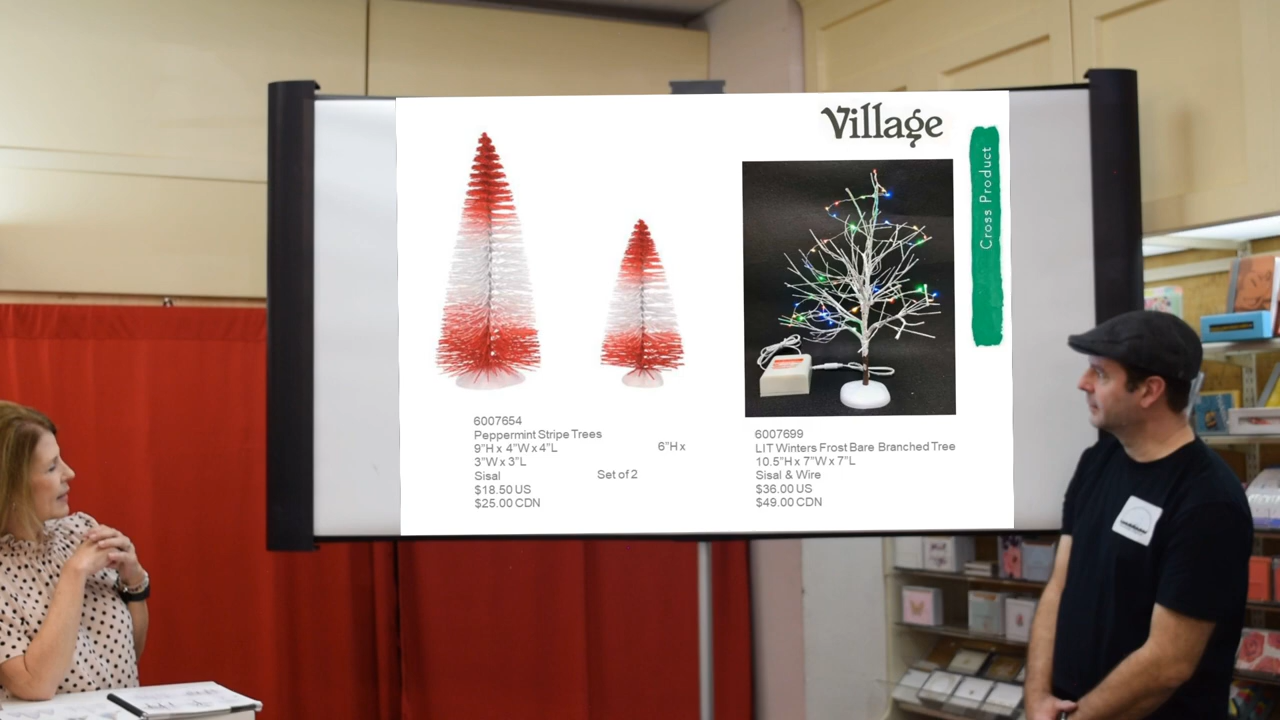 Village
Cross Product
6007654
Peppermint Stripe Trees
9"H x 4"W x 4"L 6"H x
3"W x 3"L
Sisal Set of 2
$18.50 US
$25.00 CDN
6007699
LIT Winters Frost Bare Branched Tree
10.5"H x 7"W x 7"L
Sisal & Wire
$36.00 US
$49.00 CDN